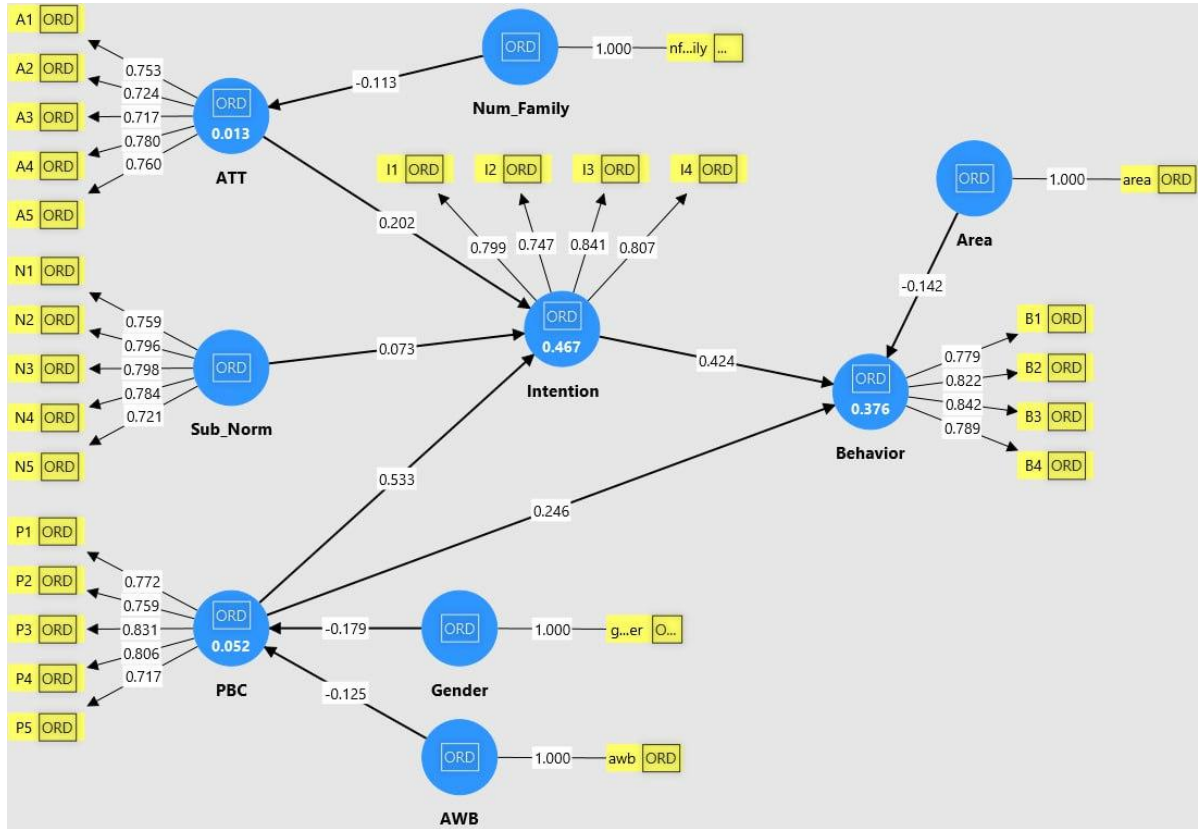 A1 ORD
A2 ORD
A3 ORD
A4 ORD
A5 ORD
0.753
0.724
0.717
0.780
0.760
ORD
0.013
ATT
-0.113
ORD
Num_Family
1.000
nf...ily ...
I1 ORD
I2 ORD
I3 ORD
I4 ORD
0.799
0.747
0.841
0.807
0.202
ORD
0.467
Intention
ORD
Area
1.000
area ORD
-0.142
N1 ORD
N2 ORD
N3 ORD
N4 ORD
N5 ORD
0.759
0.796
0.798
0.784
0.721
ORD
Sub_Norm
0.073
0.424
ORD
0.376
Behavior
0.779
0.822
0.842
0.789
B1 ORD
B2 ORD
B3 ORD
B4 ORD
0.533
0.246
P1 ORD
P2 ORD
P3 ORD
P4 ORD
P5 ORD
0.772
0.759
0.831
0.806
0.717
ORD
0.052
PBC
-0.179
ORD
Gender
1.000
g...er O...
-0.125
ORD
AWB
1.000
awb ORD